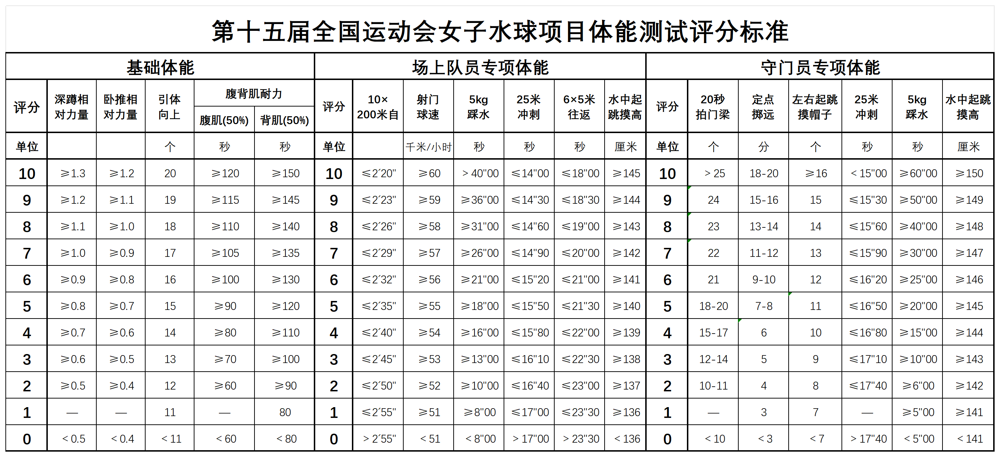 第十五届全国运动会女子水球项目体能测试评分标准
基础体能 场上队员专项体能 守门员专项体能
评分 深蹲相对力量 卧推相对力量 引体向上 腹背肌耐力 腹肌(50%) 背肌(50%) 评分 10×200米自 射门球速 5kg踩水 25米冲刺 6×5米往返 水中起跳摸高 评分 20秒拍门梁 定点掷远 左右起跳摸帽子 25米冲刺 5kg踩水 水中起跳摸高
单位 个 秒 秒 单位 千米/小时 秒 秒 秒 厘米 单位 个 分 个 秒 秒 厘米
10 ≥1.3 ≥1.2 20 ≥120 ≥150 10 ≤2′20" ≥60 >40"00 ≤14"00 ≤18"00 ≥145 10 >25 18-20 ≥16 <15"00 ≥60"00 ≥150
9 ≥1.2 ≥1.1 19 ≥115 ≥145 9 ≤2′23" ≥59 ≥36"00 ≤14"30 ≤18"30 ≥144 9 24 15-16 15 ≤15"30 ≥50"00 ≥149
8 ≥1.1 ≥1.0 18 ≥110 ≥140 8 ≤2′26" ≥58 ≥31"00 ≤14"60 ≤19"00 ≥143 8 23 13-14 14 ≤15"60 ≥40"00 ≥148
7 ≥1.0 ≥0.9 17 ≥105 ≥135 7 ≤2′29" ≥57 ≥26"00 ≤14"90 ≤20"00 ≥142 7 22 11-12 13 ≤15"90 ≥30"00 ≥147
6 ≥0.9 ≥0.8 16 ≥100 ≥130 6 ≤2′32" ≥56 ≥21"00 ≤15"20 ≤21"00 ≥141 6 21 9-10 12 ≤16"20 ≥25"00 ≥146
5 ≥0.8 ≥0.7 15 ≥90 ≥120 5 ≤2′35" ≥55 ≥18"00 ≤15"50 ≤21"30 ≥140 5 18-20 7-8 11 ≤16"50 ≥20"00 ≥145
4 ≥0.7 ≥0.6 14 ≥80 ≥110 4 ≤2′40" ≥54 ≥16"00 ≤15"80 ≤22"00 ≥139 4 15-17 6 10 ≤16"80 ≥15"00 ≥144
3 ≥0.6 ≥0.5 13 ≥70 ≥100 3 ≤2′45" ≥53 ≥13"00 ≤16"10 ≤22"30 ≥138 3 12-14 5 9 ≤17"10 ≥10"00 ≥143
2 ≥0.5 ≥0.4 12 ≥60 ≥90 2 ≤2′50" ≥52 ≥10"00 ≤16"40 ≤23"00 ≥137 2 10-11 4 8 ≤17"40 ≥6"00 ≥142
1 — — 11 — 80 1 ≤2′55" ≥51 ≥8"00 ≤17"00 ≤23"30 ≥136 1 — 3 7 — ≥5"00 ≥141
0 <0.5 <0.4 <11 <60 <80 0 >2′55" <51 <8"00 >17"00 >23"30 <136 0 <10 <3 <7 >17"40 <5"00 <141